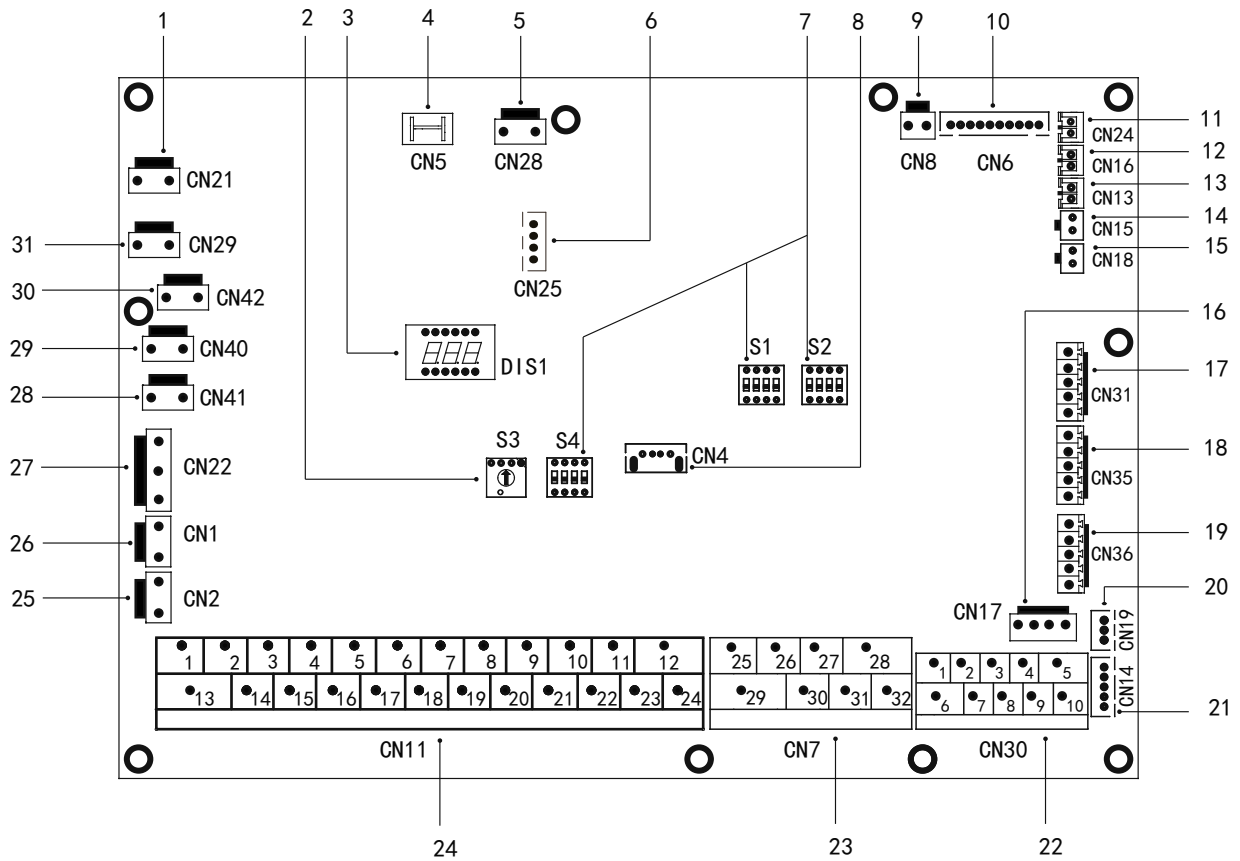 1 2 3 4 5 6 7 8 9 10
CN5 CN28 CN8 CN6 CN24 11
CN16 12
CN21 CN13 13
CN15 14
31 CN29 CN18 15
CN25
30 CN42 16
29 CN40 DIS1 S1 S2
CN31 17
28 CN41
S3 S4 CN4 18
27 CN22 CN35
26 CN1 CN36 19
20
25 CN2 CN17 CN19
1 2 3 4 5 6 7 8 9 10 11 12 25 26 27 28 1 2 3 4 5 CN14
13 14 15 16 17 18 19 20 21 22 23 24 29 30 31 32 6 7 8 9 10 21
CN11 CN7 CN30
24 23 22